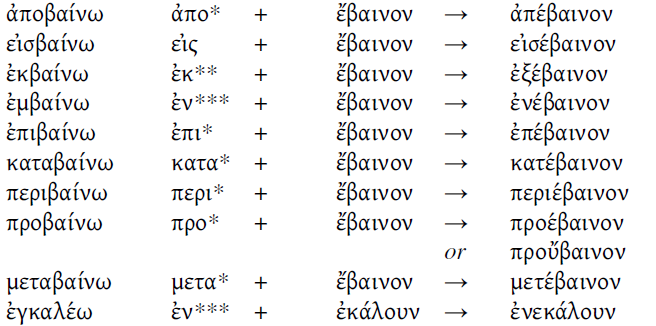 ἀποβαίνω ἀπο* + ἔβαινον → ἀπέβαινον
εἰσβαίνω εἰς + ἔβαινον → εἰσέβαινον
ἐκβαίνω ἐκ** + ἔβαινον → ἐξέβαινον
ἐμβαίνω ἐν*** + ἔβαινον → ἐνέβαινον
ἐπιβαίνω ἐπι* + ἔβαινον → ἐπέβαινον
καταβαίνω κατα* + ἔβαινον → κατέβαινον
περιβαίνω περι* + ἔβαινον → περιέβαινον
προβαίνω προ* + ἔβαινον → προέβαινον
or προὔβαινον
μεταβαίνω μετα* + ἔβαινον → μετέβαινον
ἐγκαλέω ἐν*** + ἐκάλουν → ἐνεκάλουν